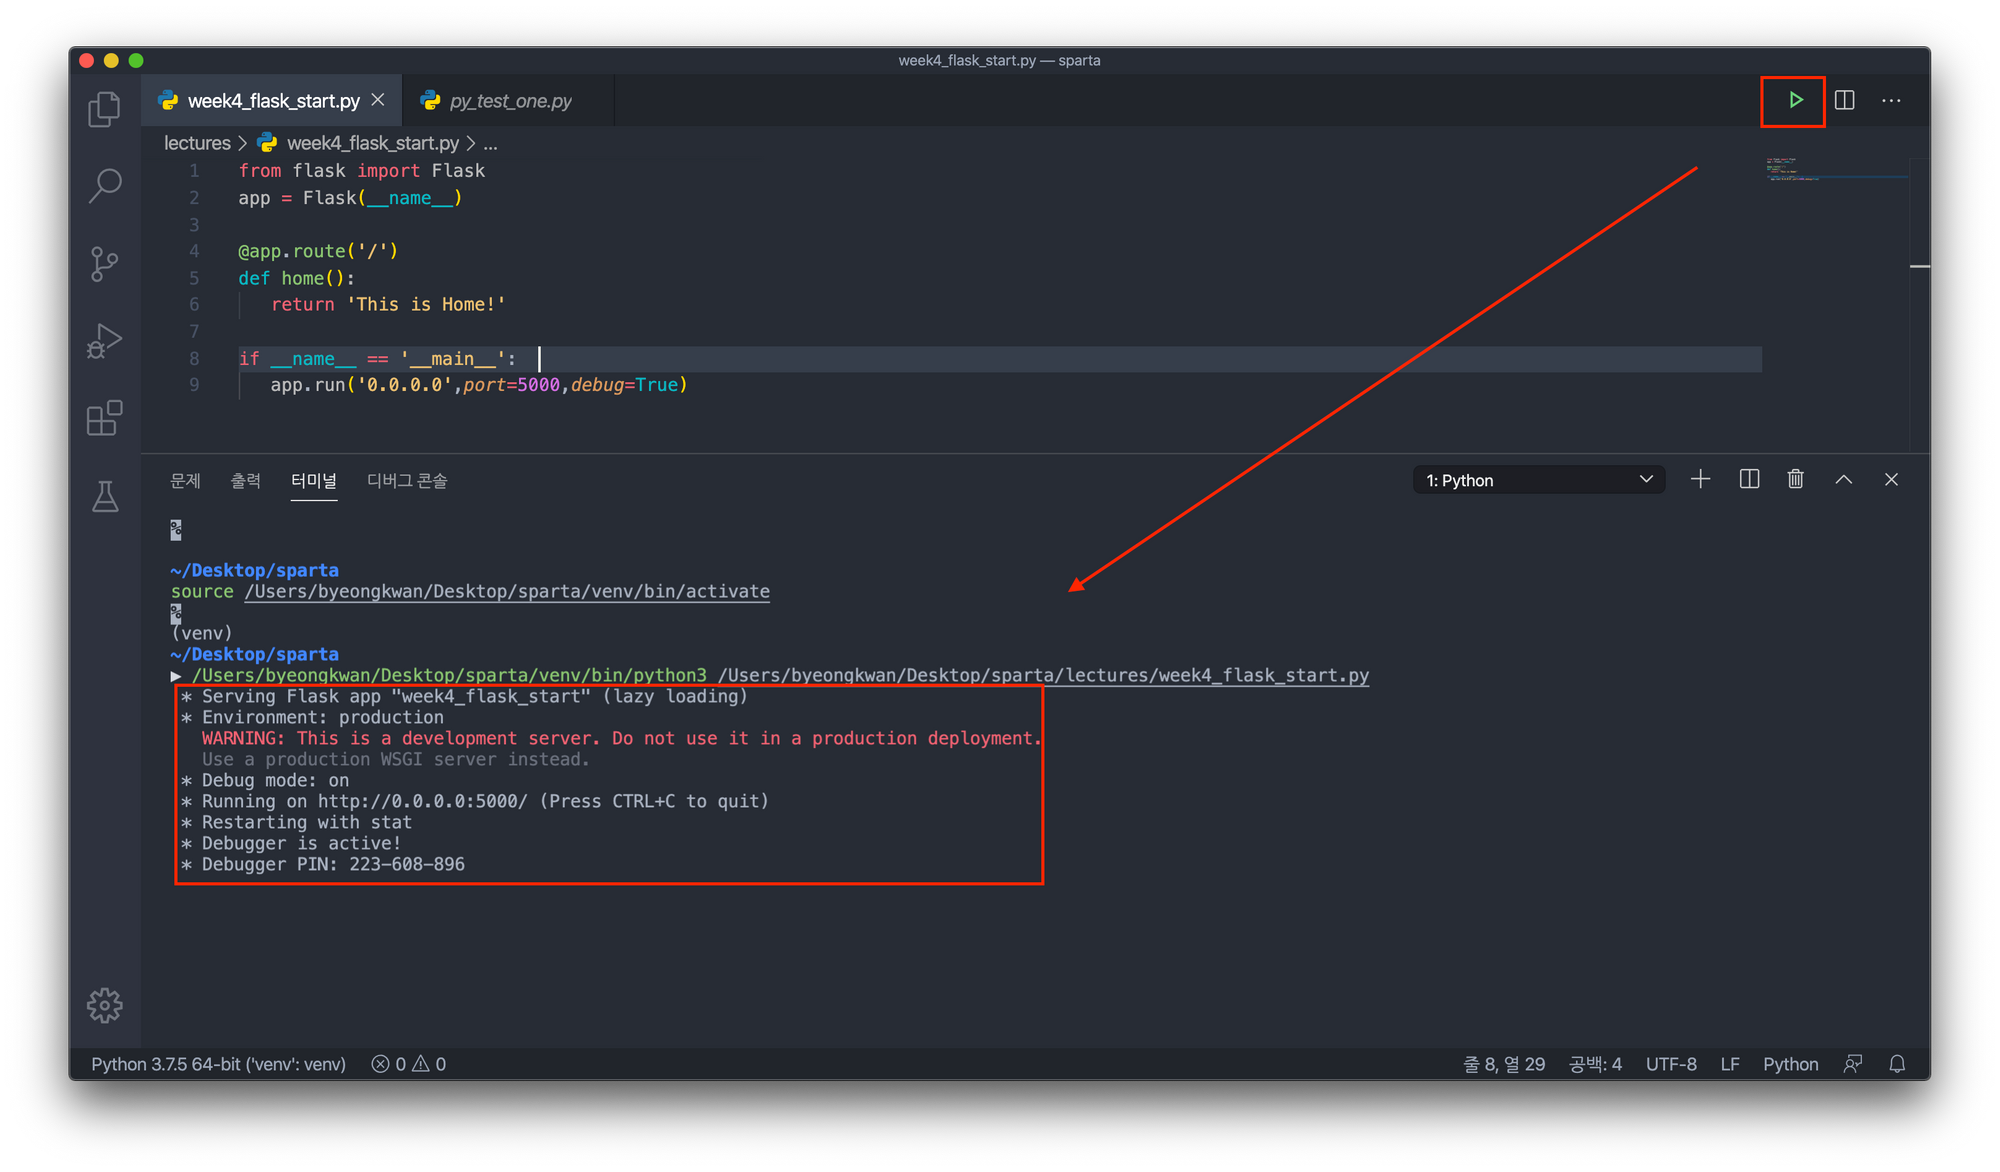 week4_flask_start.py — sparta
week4_flask_start.py
py_test_one.py
lectures > week4_flask_start.py > ...
1 from flask import Flask
2 app = Flask(__name__)
3
4 @app.route('/')
5 def home():
6 return 'This is Home!'
7
8 if __name__ == '__main__':
9 app.run('0.0.0.0',port=5000,debug=True)
문제 출력 터미널 디버그 콘솔 1: Python
%
~/Desktop/sparta
source /Users/byeongkwan/Desktop/sparta/venv/bin/activate
%
(venv)
~/Desktop/sparta
▶ /Users/byeongkwan/Desktop/sparta/venv/bin/python3 /Users/byeongkwan/Desktop/sparta/lectures/week4_flask_start.py
* Serving Flask app "week4_flask_start" (lazy loading)
* Environment: production
WARNING: This is a development server. Do not use it in a production deployment.
Use a production WSGI server instead.
* Debug mode: on
* Running on http://0.0.0.0:5000/ (Press CTRL+C to quit)
* Restarting with stat
* Debugger is active!
* Debugger PIN: 223-608-896
Python 3.7.5 64-bit ('venv': venv) 0 0 줄 8, 열 29 공백: 4 UTF-8 LF Python